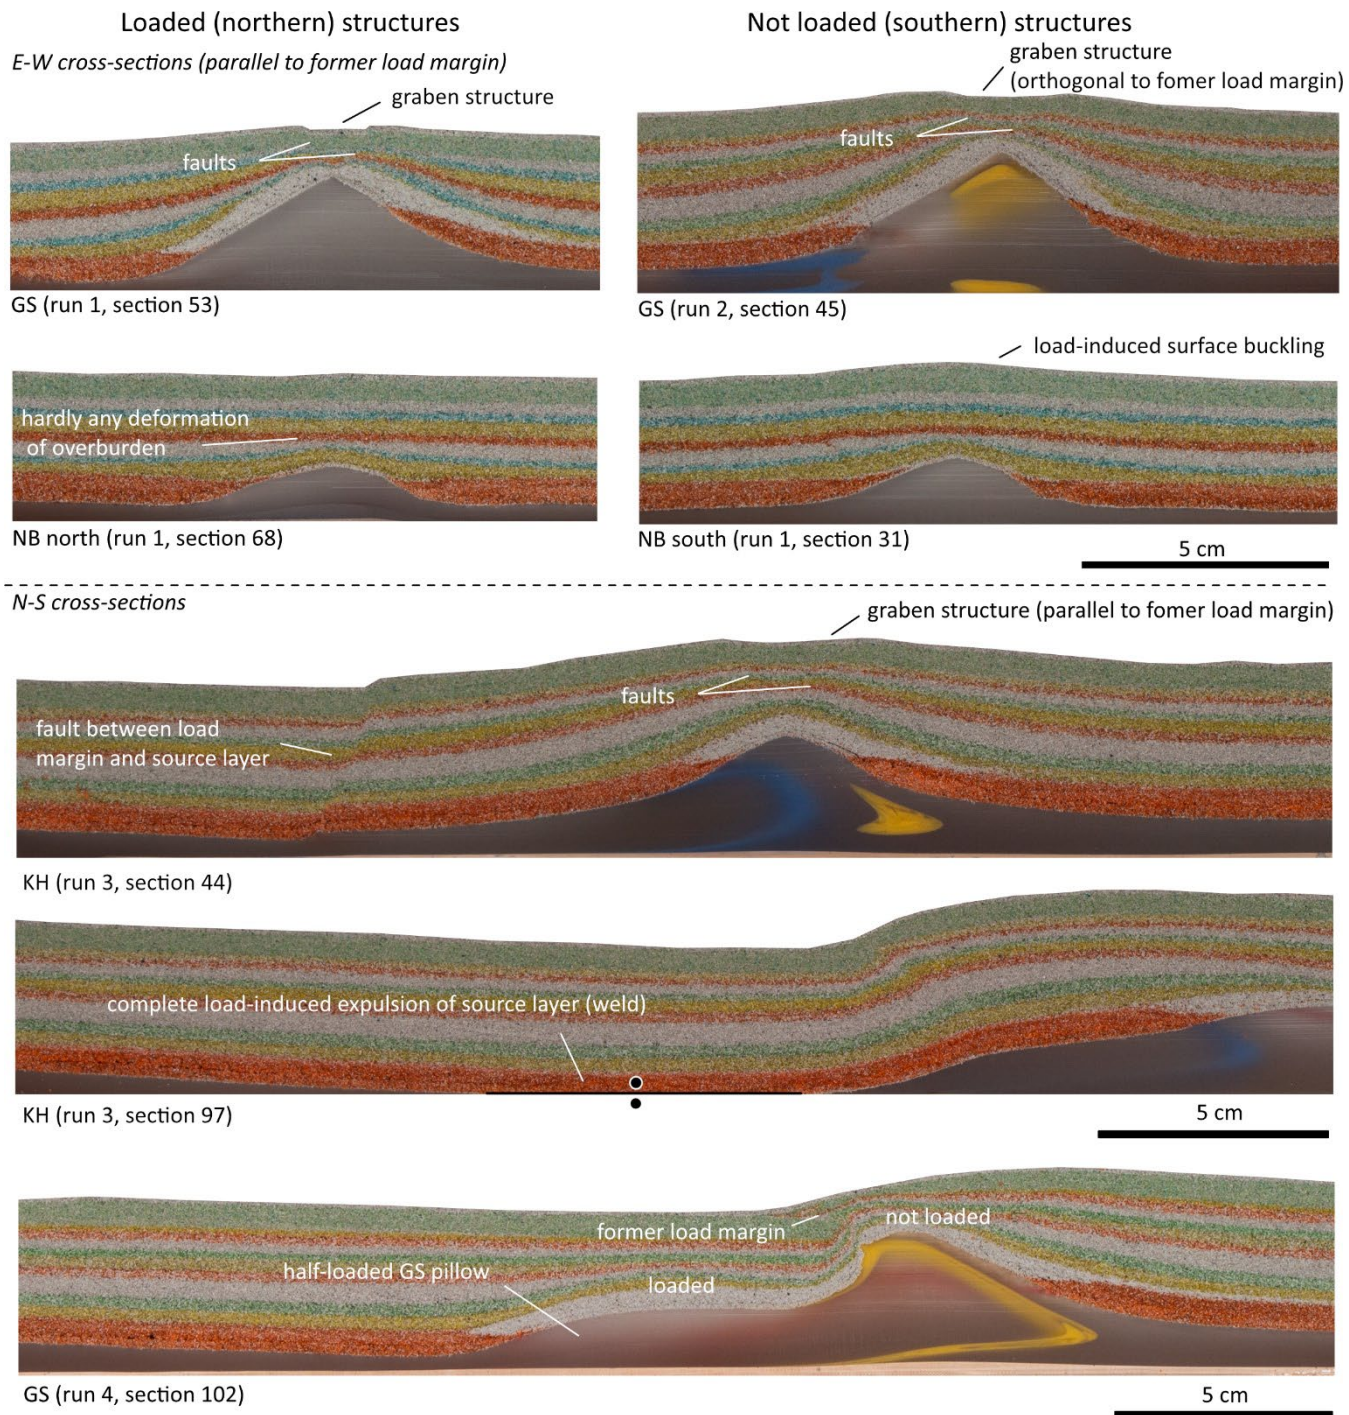 Loaded (northern) structures
Not loaded (southern) structures
E-W cross-sections (parallel to former load margin)
graben structure
graben structure
(orthogonal to fomer load margin)
faults
faults
GS (run 1, section 53)
GS (run 2, section 45)
load-induced surface buckling
hardly any deformation
of overburden
NB north (run 1, section 68)
NB south (run 1, section 31)
5 cm
N-S cross-sections
graben structure (parallel to fomer load margin)
faults
fault between load
margin and source layer
KH (run 3, section 44)
complete load-induced expulsion of source layer (weld)
KH (run 3, section 97)
5 cm
former load margin
not loaded
half-loaded GS pillow
loaded
GS (run 4, section 102)
5 cm